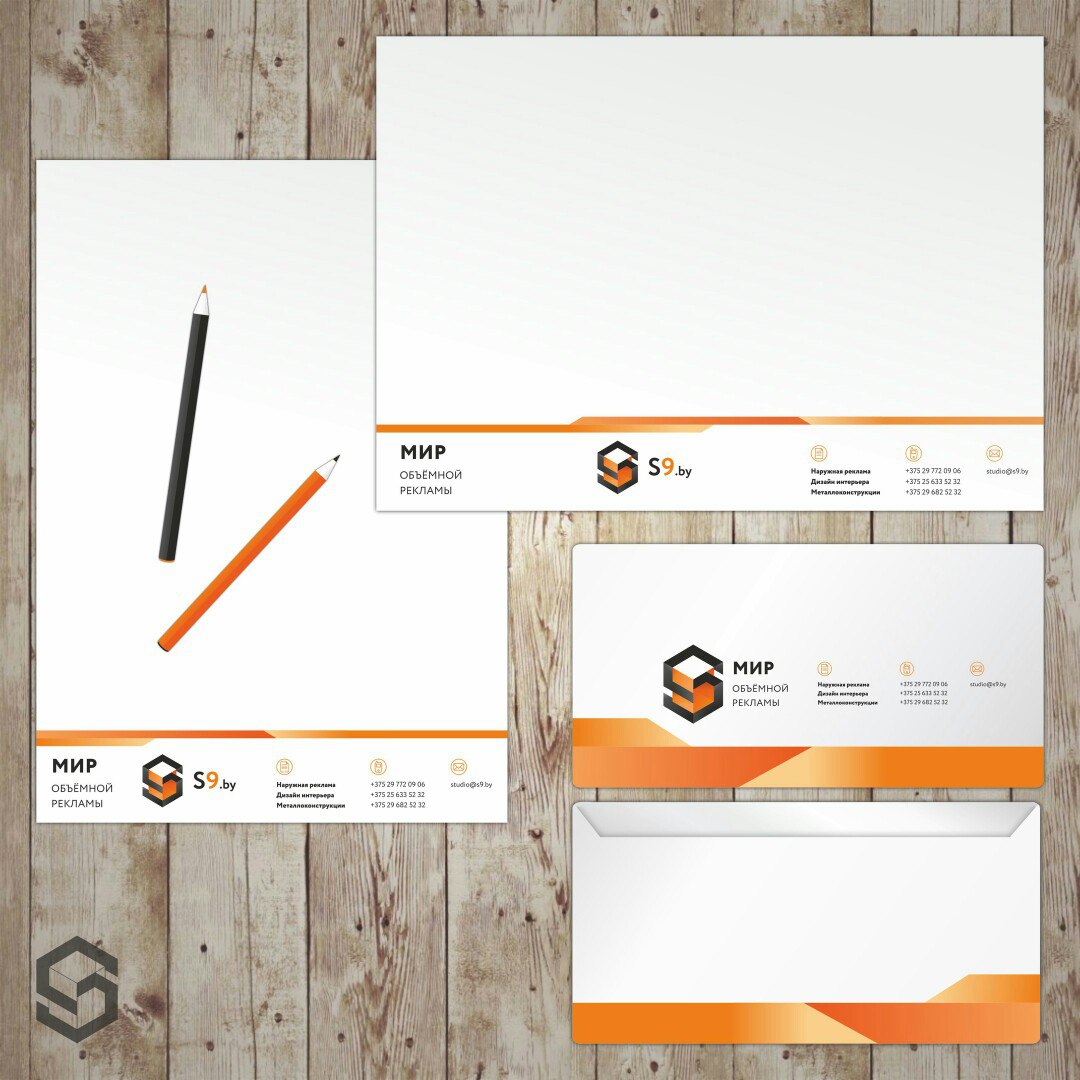 МИР
ОБЪЁМНОЙ
РЕКЛАМЫ
S9.by
Наружная реклама
Дизайн интерьера
Металлоконструкции
+375 29 772 09 06
+375 25 633 52 32
+375 29 682 52 32
studio@s9.by
МИР
ОБЪЁМНОЙ
РЕКЛАМЫ
Наружная реклама
Дизайн интерьера
Металлоконструкции
+375 29 772 09 06
+375 25 633 52 32
+375 29 682 52 32
studio@s9.by
МИР
ОБЪЁМНОЙ
РЕКЛАМЫ
S9.by
Наружная реклама
Дизайн интерьера
Металлоконструкции
+375 29 772 09 06
+375 25 633 52 32
+375 29 682 52 32
studio@s9.by